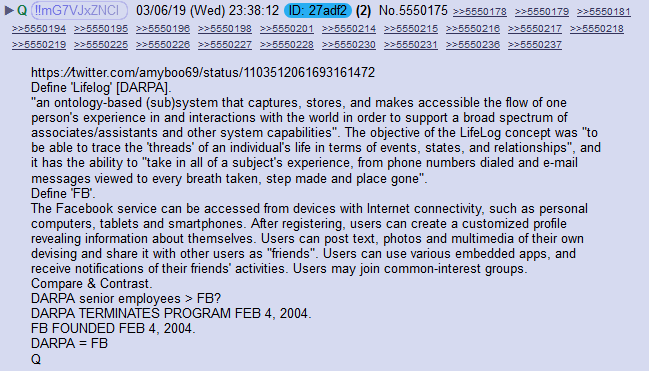 ▶ Q !!mG7VJxZNCI 03/06/19 (Wed) 23:38:12 ID: 27adf2 (2) No.5550175 >>5550178 >>5550179 >>5550181
>>5550194 >>5550195 >>5550196 >>5550198 >>5550201 >>5550214 >>5550215 >>5550216 >>5550217 >>5550218
>>5550219 >>5550225 >>5550226 >>5550227 >>5550228 >>5550230 >>5550231 >>5550236 >>5550237
https://twitter.com/amyboo69/status/1103512061693161472
Define 'Lifelog' [DARPA].
"an ontology-based (sub)system that captures, stores, and makes accessible the flow of one
person's experience in and interactions with the world in order to support a broad spectrum of
associates/assistants and other system capabilities". The objective of the LifeLog concept was "to
be able to trace the 'threads' of an individual's life in terms of events, states, and relationships", and
it has the ability to "take in all of a subject's experience, from phone numbers dialed and e-mail
messages viewed to every breath taken, step made and place gone".
Define 'FB'.
The Facebook service can be accessed from devices with Internet connectivity, such as personal
computers, tablets and smartphones. After registering, users can create a customized profile
revealing information about themselves. Users can post text, photos and multimedia of their own
devising and share it with other users as "friends". Users can use various embedded apps, and
receive notifications of their friends' activities. Users may join common-interest groups.
Compare & Contrast.
DARPA senior employees > FB?
DARPA TERMINATES PROGRAM FEB 4, 2004.
FB FOUNDED FEB 4, 2004.
DARPA = FB
Q